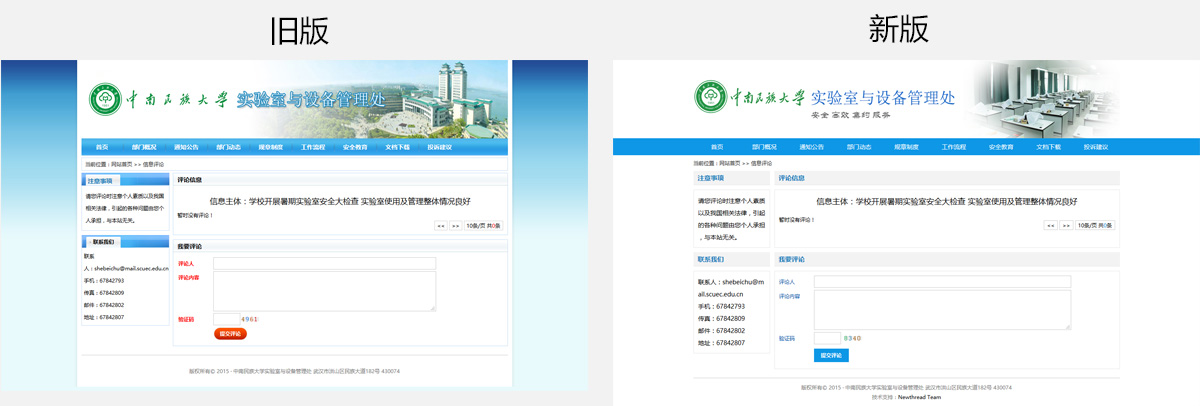 旧版
中南民族大学 实验室与设备管理处
首页 部门概况 通知公告 部门动态 规章制度 工作流程 安全教育 文档下载 投诉建议
当前位置：网站首页 >> 信息评论
注意事项
请您评论时注意个人素质以及我国
相关法律，引起的各种问题由您个
人承担，与本站无关。
联系我们
联系
人：shebeichu@mail.scuec.edu.cn
手机：67842793
传真：67842809
邮件：67842802
地址：67842807
评论信息
信息主体：学校开展暑期实验室安全大检查 实验室使用及管理整体情况良好
暂时没有评论！
<< >> 10条/页 共0条
我要评论
评论人
评论内容
验证码 4961
提交评论
版权所有© 2015 - 中南民族大学实验室与设备管理处 武汉市洪山区民族大道182号 430074
新版
中南民族大学 实验室与设备管理处
安全 高效 集约 服务
首页 部门概况 通知公告 部门动态 规章制度 工作流程 安全教育 文档下载 投诉建议
当前位置：网站首页 >> 信息评论
注意事项
请您评论时注意个人素质
以及我国相关法律，引起
的各种问题由您个人承担
，与本站无关。
联系我们
联系人：shebeichu@m
ail.scuec.edu.cn
手机：67842793
传真：67842809
邮件：67842802
地址：67842807
评论信息
信息主体：学校开展暑期实验室安全大检查 实验室使用及管理整体情况良好
暂时没有评论！
<< >> 10条/页 共0条
我要评论
评论人
评论内容
验证码 8340
提交评论
版权所有© 2015 - 中南民族大学实验室与设备管理处 武汉市洪山区民族大道182号 430074
技术支持：Newthread Team